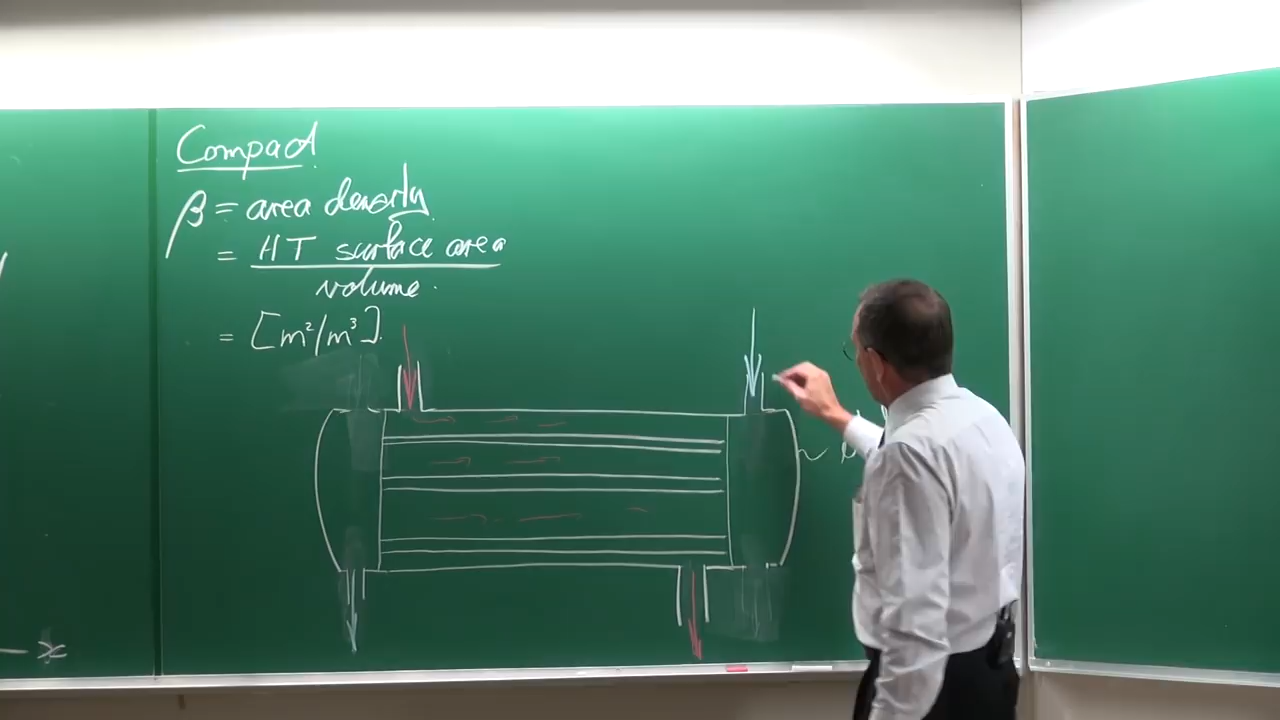 Compact
β = area density
= HT surface area
volume.
= [m²/m³].
x